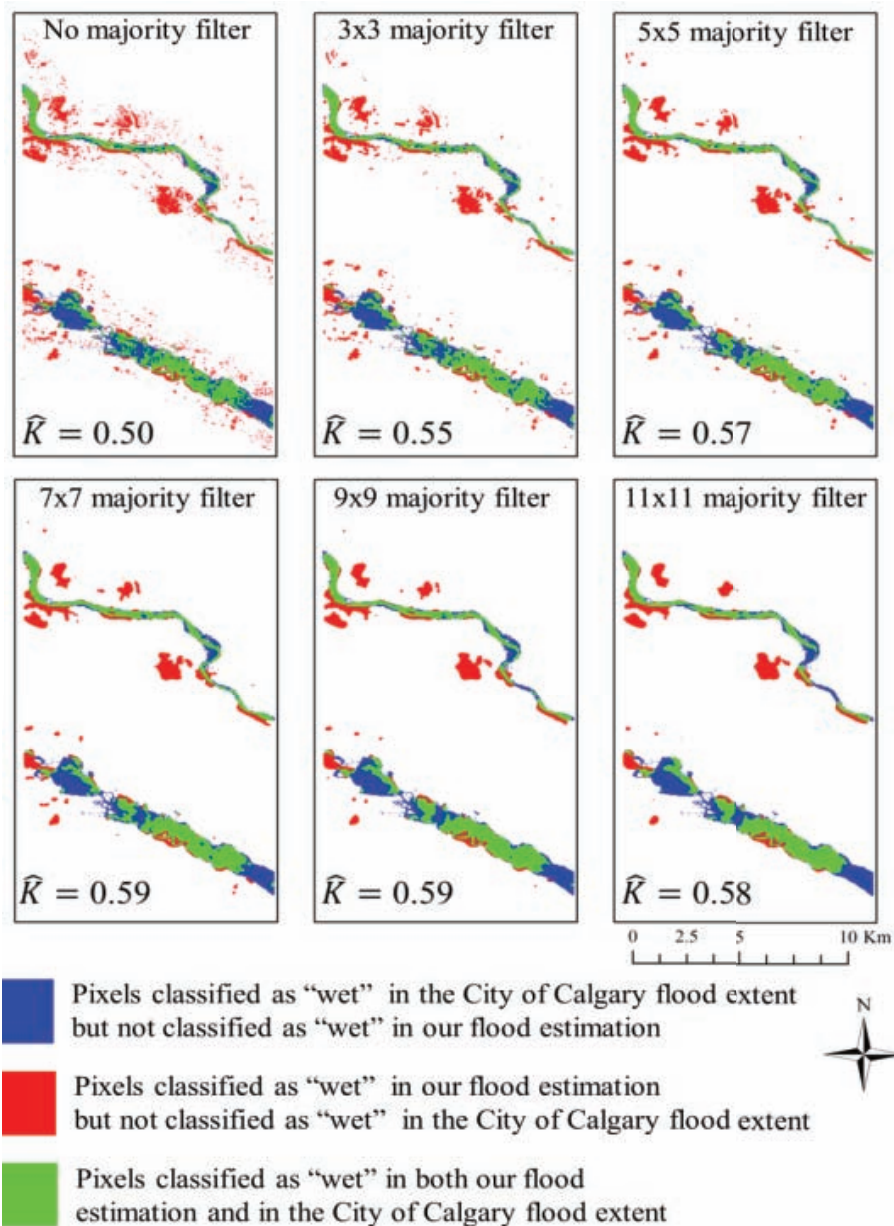 No majority filter
3x3 majority filter
5x5 majority filter
K̂ = 0.50
K̂ = 0.55
K̂ = 0.57
7x7 majority filter
9x9 majority filter
11x11 majority filter
K̂ = 0.59
K̂ = 0.59
K̂ = 0.58
0 2.5 5 10 Km
Pixels classified as “wet” in the City of Calgary flood extent
but not classified as “wet” in our flood estimation
N
Pixels classified as “wet” in our flood estimation
but not classified as “wet” in the City of Calgary flood extent
Pixels classified as “wet” in both our flood
estimation and in the City of Calgary flood extent